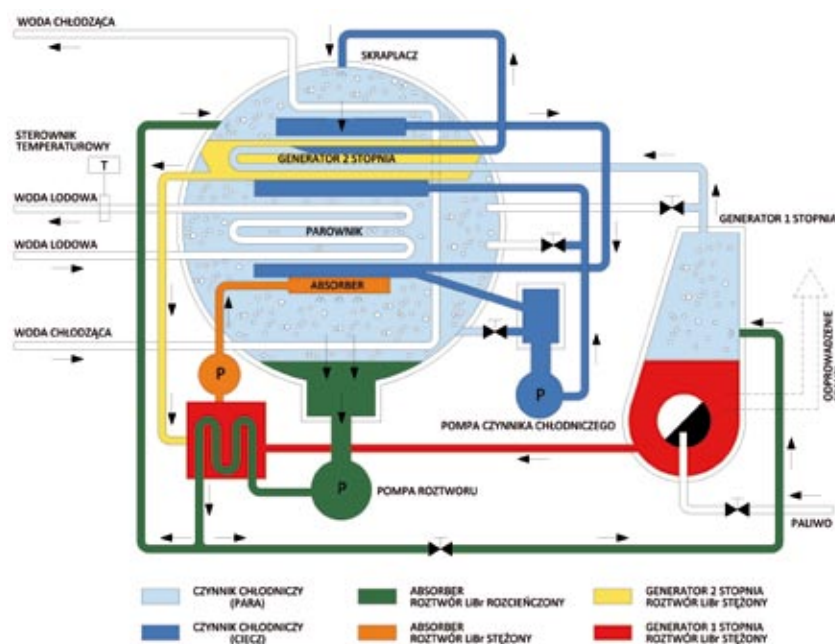 WODA CHŁODZĄCA
SKRAPLACZ
STEROWNIK
TEMPERATUROWY
T
GENERATOR 2 STOPNIA
WODA LODOWA
GENERATOR 1 STOPNIA
PAROWNIK
WODA LODOWA
ABSORBER
WODA CHŁODZĄCA
ODPROWADZENIE
P
P
POMPA CZYNNIKA CHŁODNICZEGO
P
POMPA ROZTWORU
PALIWO
CZYNNIK CHŁODNICZY
(PARA)
ABSORBER
ROZTWÓR LiBr ROZCIEŃCZONY
GENERATOR 2 STOPNIA
ROZTWÓR LiBr STĘŻONY
CZYNNIK CHŁODNICZY
(CIECZ)
ABSORBER
ROZTWÓR LiBr STĘŻONY
GENERATOR 1 STOPNIA
ROZTWÓR LiBr STĘŻONY